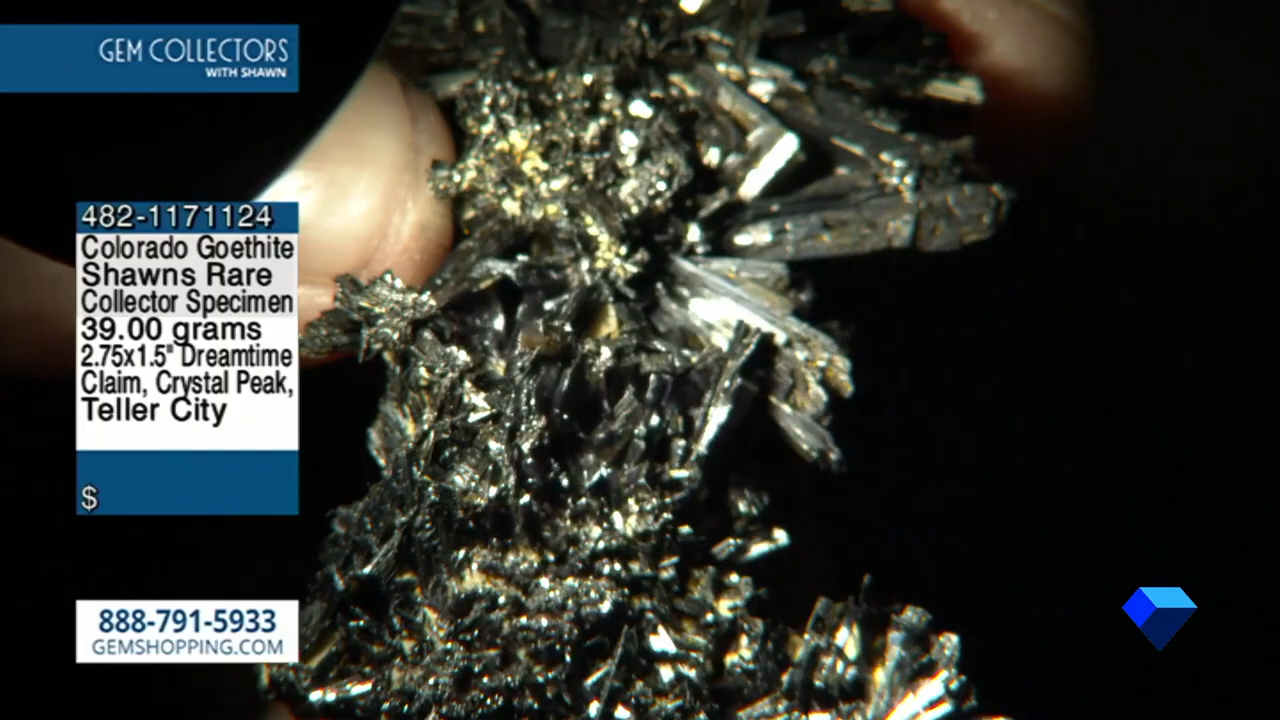 GEM COLLECTORS
WITH SHAWN
482-1171124
Colorado Goethite
Shawns Rare
Collector Specimen
39.00 grams
2.75x1.5" Dreamtime
Claim, Crystal Peak,
Teller City
$
888-791-5933
GEMSHOPPING.COM